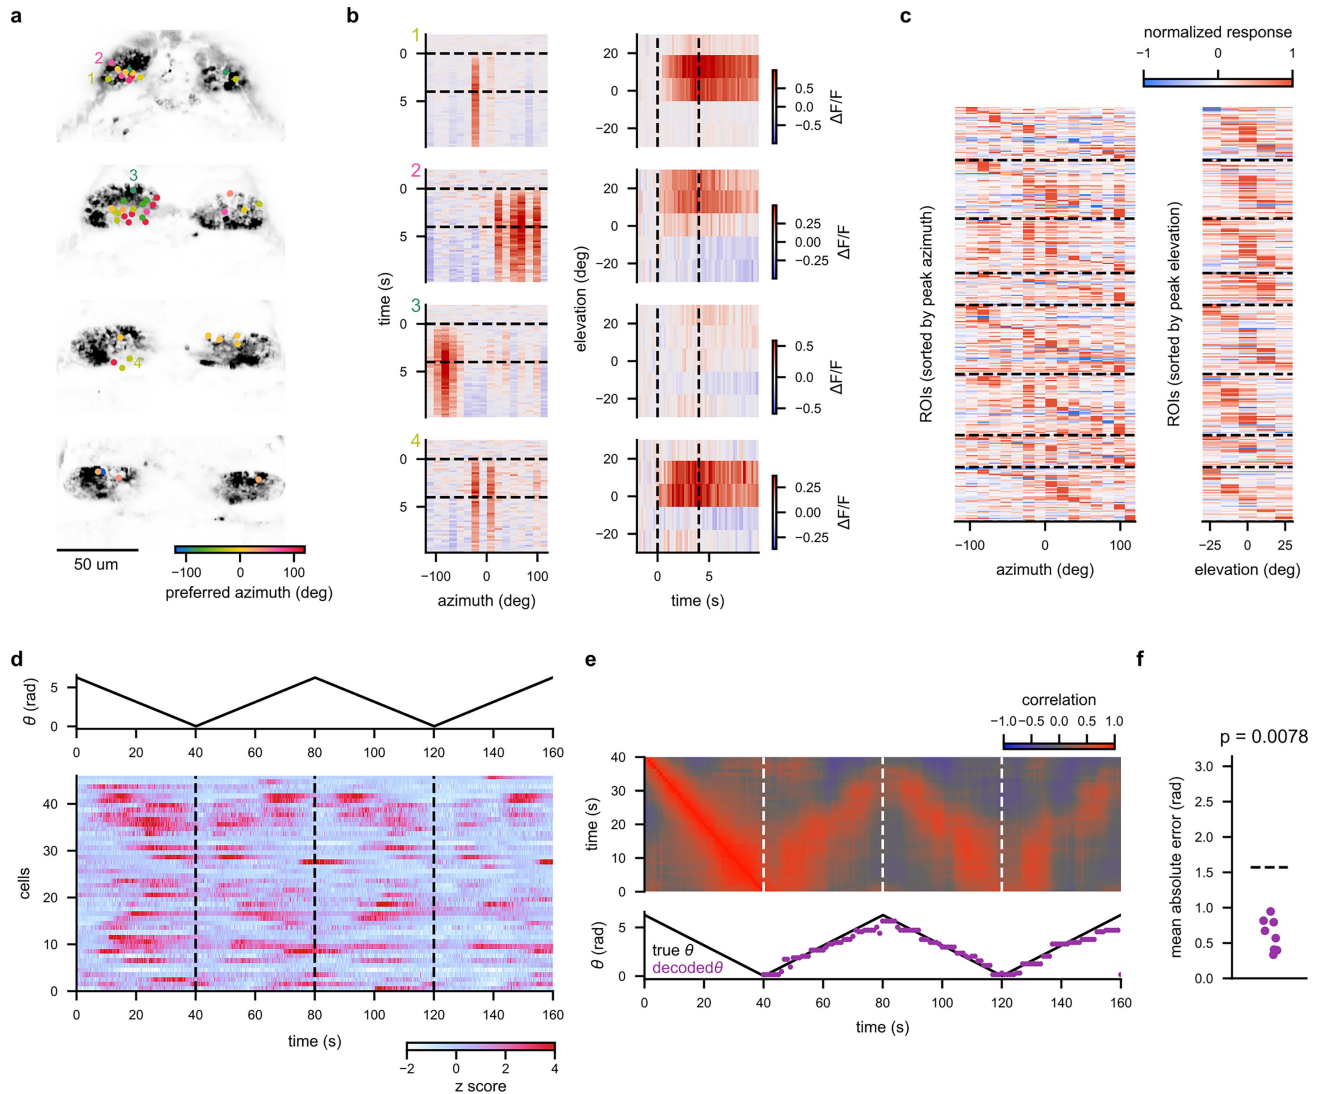 a
2
1
3
4
50 um
−100 0 100
preferred azimuth (deg)
b
1
0
5
2
0
5
3
0
5
4
0
5
time (s)
−100 0 100
azimuth (deg)
20
0
−20
20
0
−20
20
0
−20
20
0
−20
elevation (deg)
0 5
time (s)
0.5
0.0
−0.5
ΔF/F
0.25
0.00
−0.25
ΔF/F
0.5
0.0
−0.5
ΔF/F
0.25
0.00
−0.25
ΔF/F
c
normalized response
−1 0 1
ROIs (sorted by peak azimuth)
−100 0 100
azimuth (deg)
ROIs (sorted by peak elevation)
−25 0 25
elevation (deg)
d
θ (rad)
5
0
0 20 40 60 80 100 120 140 160
cells
40
30
20
10
0
0 20 40 60 80 100 120 140 160
time (s)
−2 0 2 4
z score
e
correlation
−1.0 −0.5 0.0 0.5 1.0
time (s)
40
30
20
10
0
θ (rad)
5
0
true θ
decodedθ
0 20 40 60 80 100 120 140 160
time (s)
f
p = 0.0078
mean absolute error (rad)
3.0
2.5
2.0
1.5
1.0
0.5
0.0